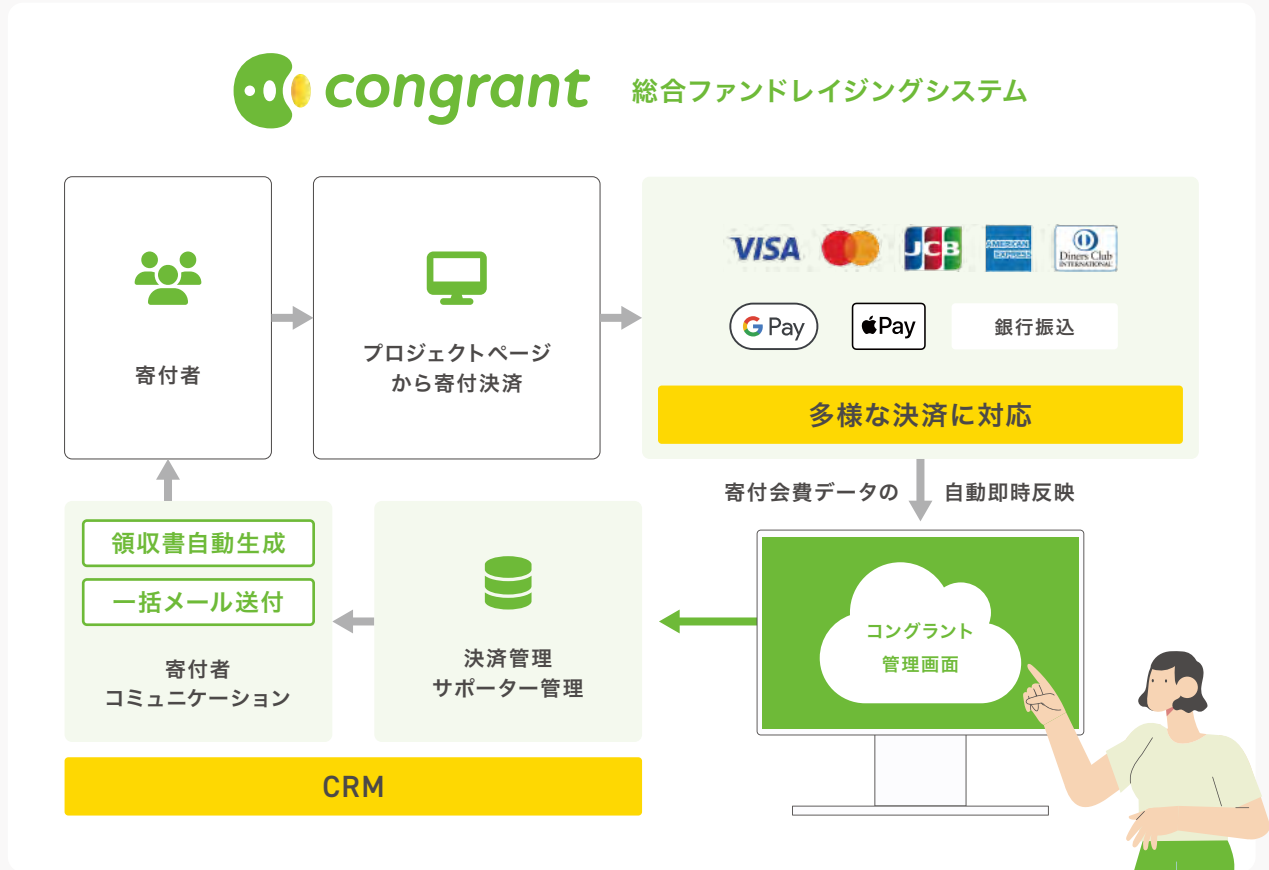 congrant 総合ファンドレイジングシステム
寄付者
プロジェクトページ
から寄付決済
VISA
JCB
AMERICAN
EXPRESS
Diners Club
INTERNATIONAL
G Pay
Pay
銀行振込
多様な決済に対応
寄付会費データの 自動即時反映
コングラント
管理画面
決済管理
サポーター管理
領収書自動生成
一括メール送付
寄付者
コミュニケーション
CRM